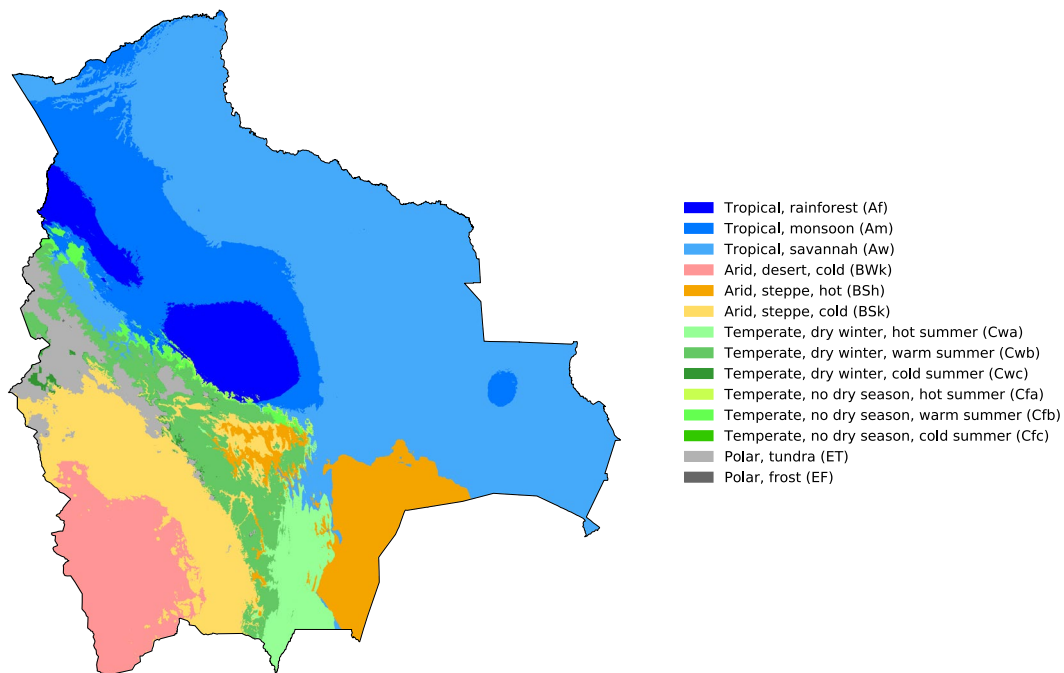 Tropical, rainforest (Af)
Tropical, monsoon (Am)
Tropical, savannah (Aw)
Arid, desert, cold (BWk)
Arid, steppe, hot (BSh)
Arid, steppe, cold (BSk)
Temperate, dry winter, hot summer (Cwa)
Temperate, dry winter, warm summer (Cwb)
Temperate, dry winter, cold summer (Cwc)
Temperate, no dry season, hot summer (Cfa)
Temperate, no dry season, warm summer (Cfb)
Temperate, no dry season, cold summer (Cfc)
Polar, tundra (ET)
Polar, frost (EF)